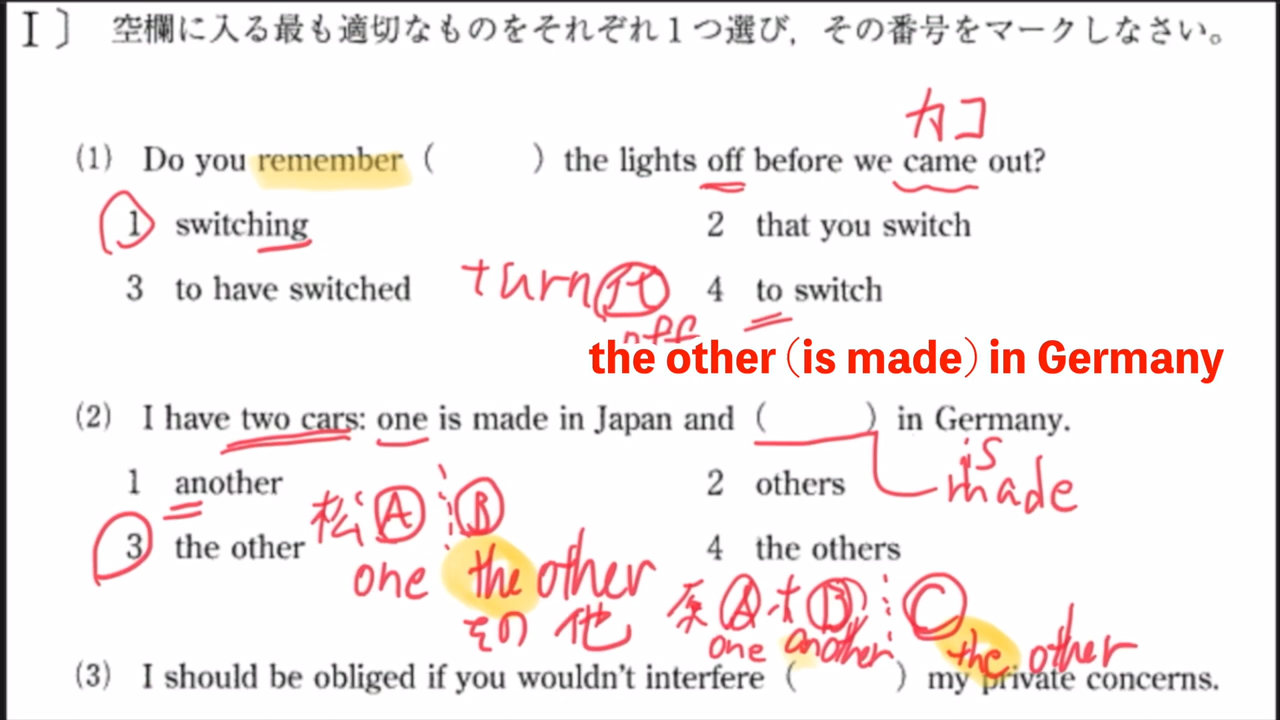 I〕 空欄に入る最も適切なものをそれぞれ1つ選び，その番号をマークしなさい。
カコ
(1) Do you remember ( ) the lights off before we came out?
1 switching 2 that you switch
3 to have switched 4 to switch
turn it
off
the other（is made）in Germany
(2) I have two cars: one is made in Japan and ( ) in Germany.
is
made
1 another 2 others
松 A B
3 the other 4 the others
one the other
その 他
A B C
one another the other
(3) I should be obliged if you wouldn't interfere ( ) my private concerns.